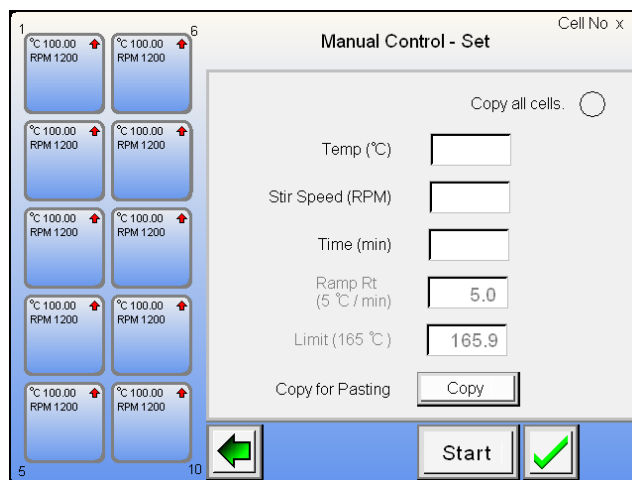 1
6
°C 100.00
RPM 1200
°C 100.00
RPM 1200
°C 100.00
RPM 1200
°C 100.00
RPM 1200
°C 100.00
RPM 1200
°C 100.00
RPM 1200
°C 100.00
RPM 1200
°C 100.00
RPM 1200
°C 100.00
RPM 1200
°C 100.00
RPM 1200
5
10
Cell No x
Manual Control - Set
Copy all cells.
Temp (°C)
Stir Speed (RPM)
Time (min)
Ramp Rt
(5 °C / min)
5.0
Limit (165 °C )
165.9
Copy for Pasting
Copy
Start